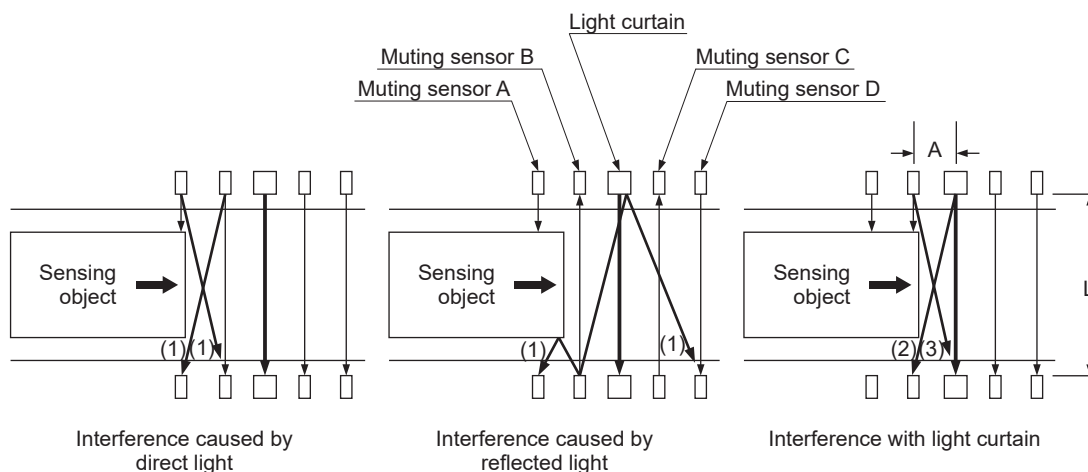 Light curtain
Muting sensor B
Muting sensor C
Muting sensor A
Muting sensor D
A
Sensing
object
(1) (1)
Sensing
object
(1)
(1)
Sensing
object
(2) (3)
L
Interference caused by
direct light
Interference caused by
reflected light
Interference with light curtain